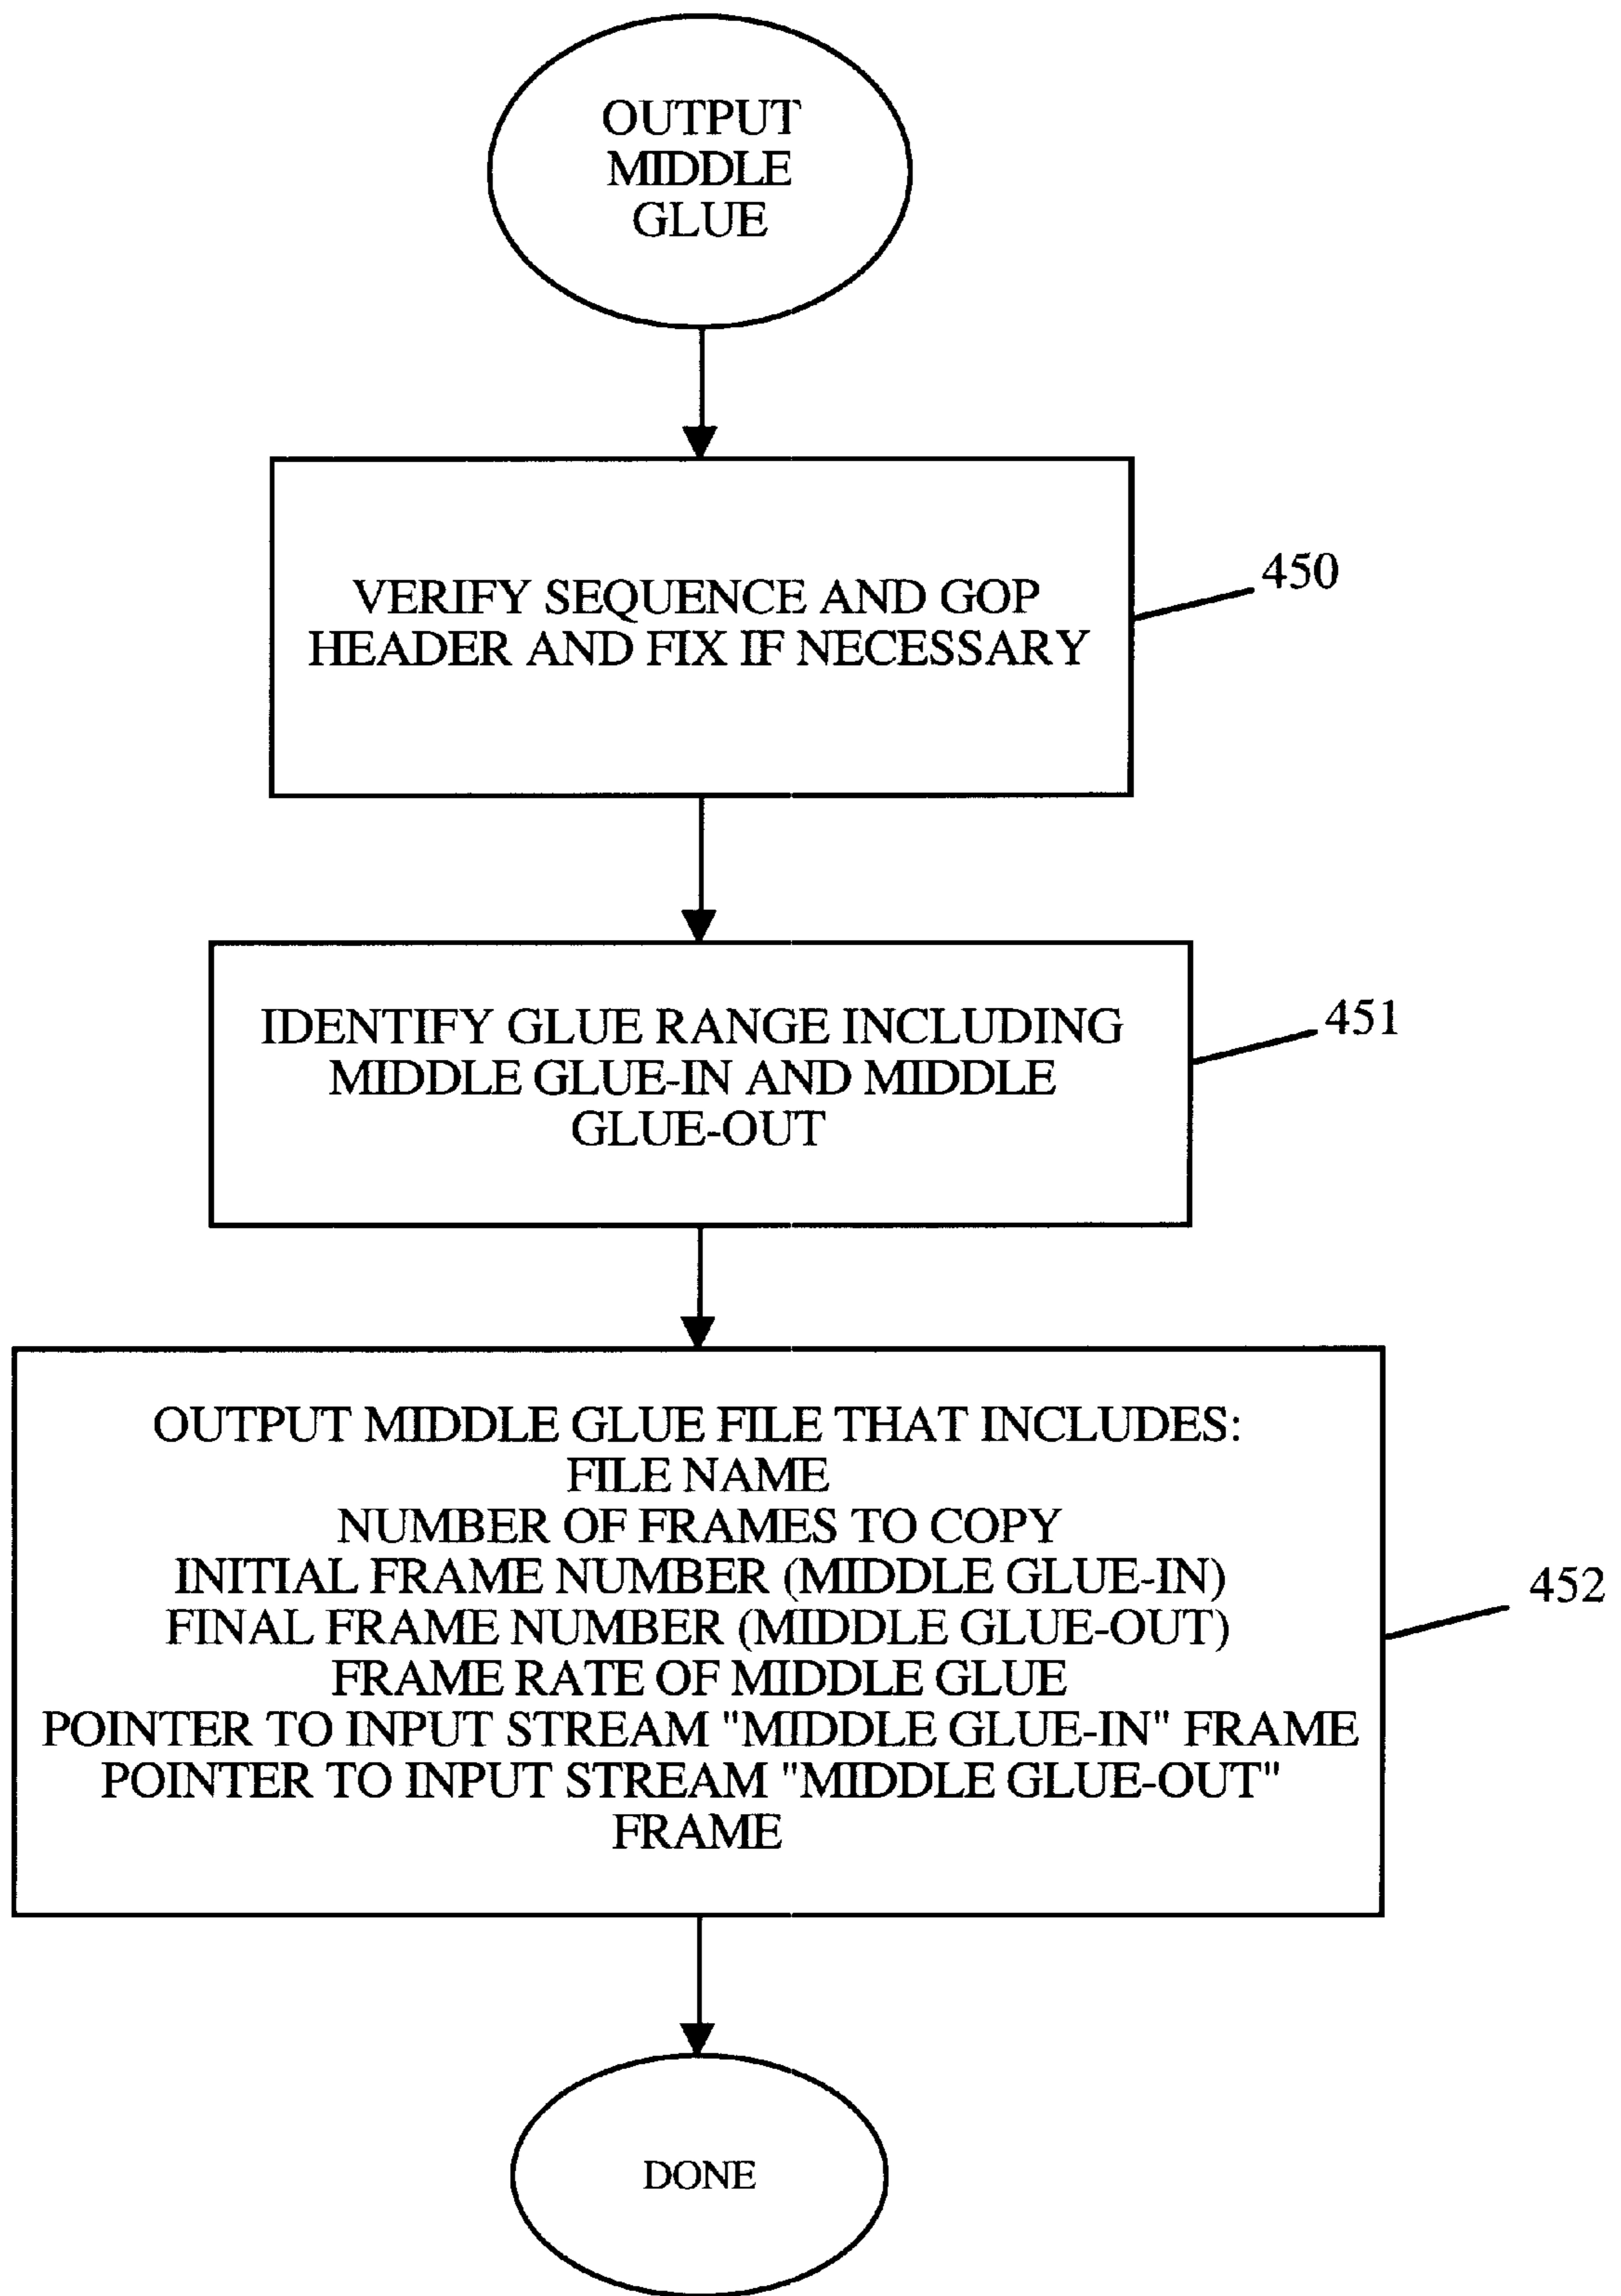 OUTPUT
MIDDLE
GLUE
VERIFY SEQUENCE AND GOP
HEADER AND FIX IF NECESSARY
450
IDENTIFY GLUE RANGE INCLUDING
MIDDLE GLUE-IN AND MIDDLE
GLUE-OUT
451
OUTPUT MIDDLE GLUE FILE THAT INCLUDES:
FILE NAME
NUMBER OF FRAMES TO COPY
INITIAL FRAME NUMBER (MIDDLE GLUE-IN)
FINAL FRAME NUMBER (MIDDLE GLUE-OUT)
FRAME RATE OF MIDDLE GLUE
POINTER TO INPUT STREAM "MIDDLE GLUE-IN" FRAME
POINTER TO INPUT STREAM "MIDDLE GLUE-OUT"
FRAME
452
DONE